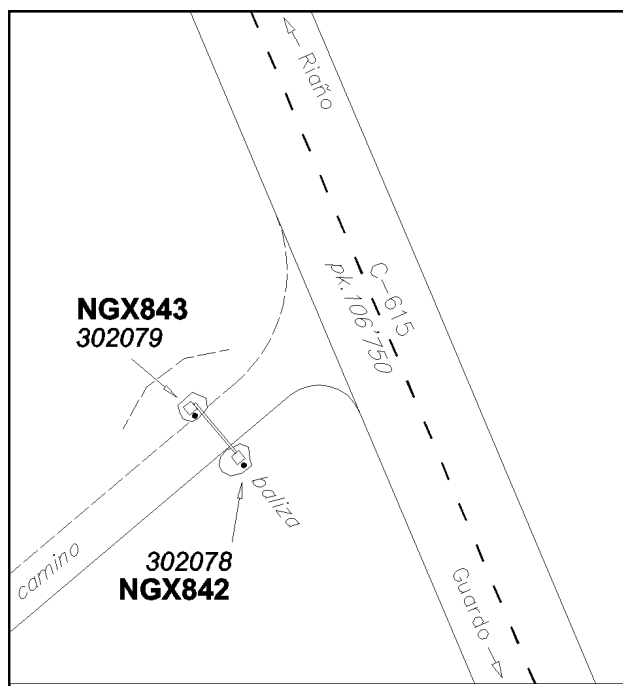 ← Riaño
C-615
pk.106'750
NGX843
302079
baliza
302078
NGX842
camino
Guardo →